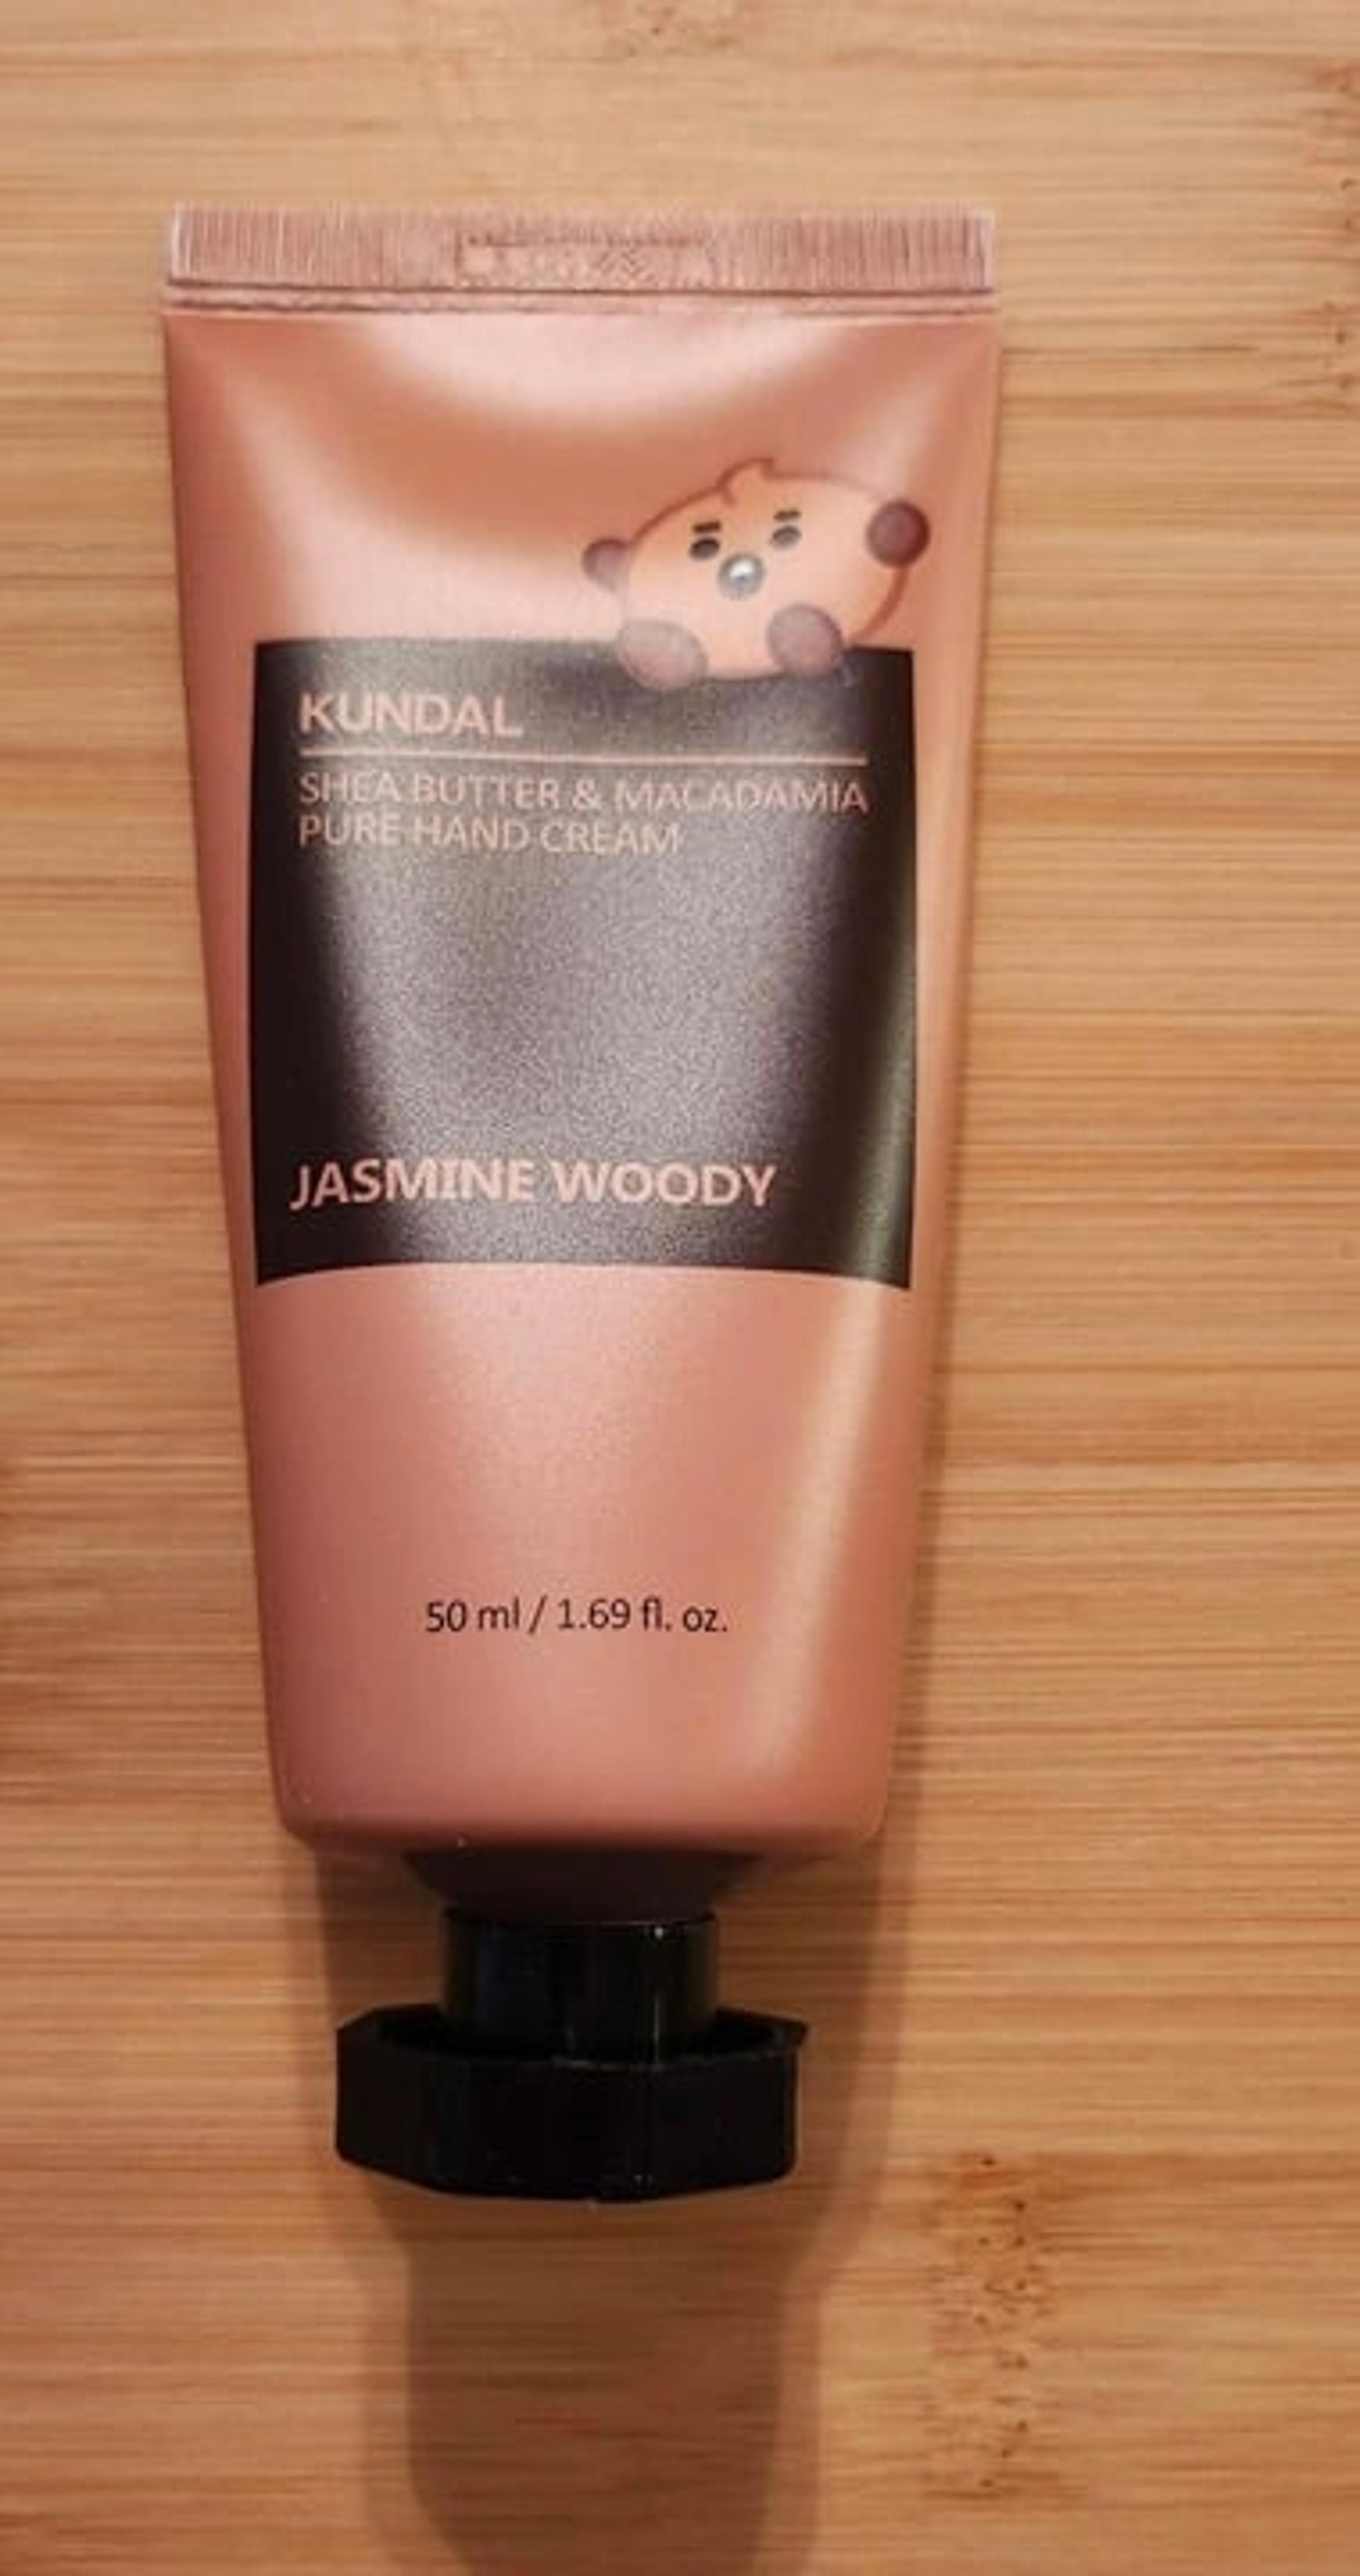 KUNDAL
SHEA BUTTER & MACADAMIA
PURE HAND CREAM
JASMINE WOODY
50 ml / 1.69 fl. oz.